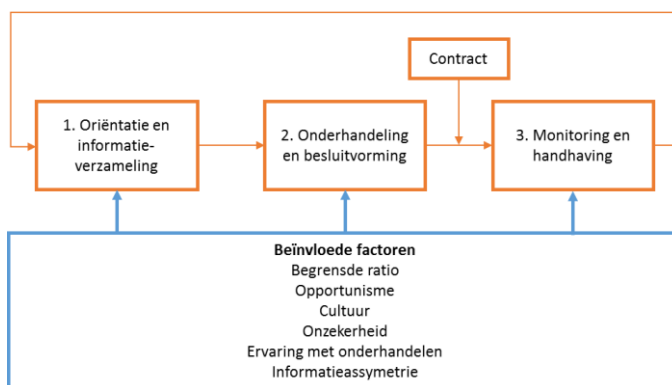 Contract
1. Oriëntatie en
informatie-
verzameling
2. Onderhandeling
en besluitvorming
3. Monitoring en
handhaving
Beïnvloede factoren
Begrensde ratio
Opportunisme
Cultuur
Onzekerheid
Ervaring met onderhandelen
Informatieassymetrie